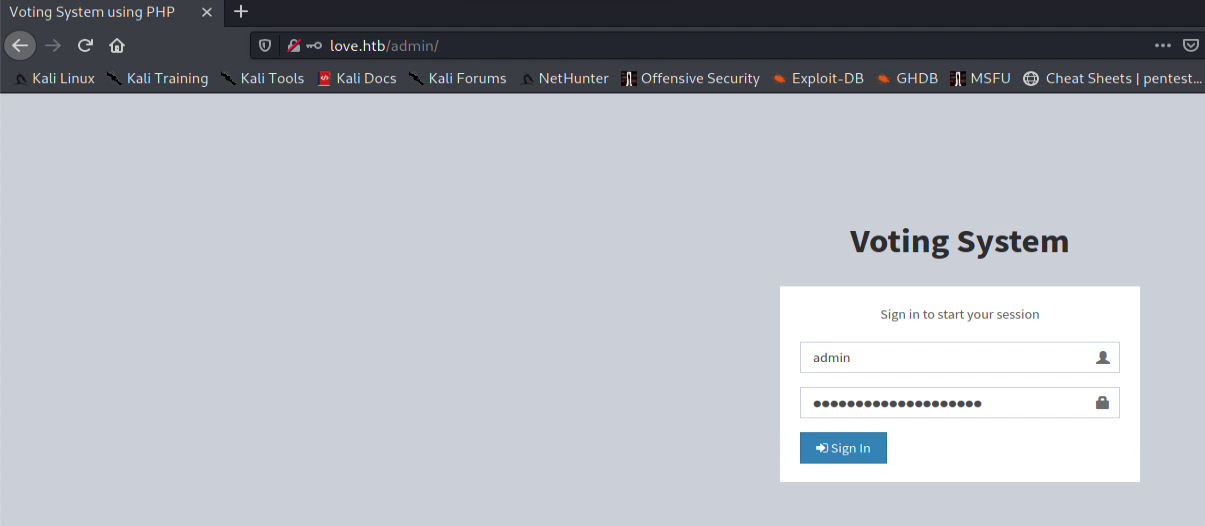 Voting System using PHP
love.htb/admin/
Kali Linux Kali Training Kali Tools Kali Docs Kali Forums NetHunter Offensive Security Exploit-DB GHDB MSFU Cheat Sheets | pentest...
Voting System
Sign in to start your session
admin
••••••••••••••••••••
Sign In